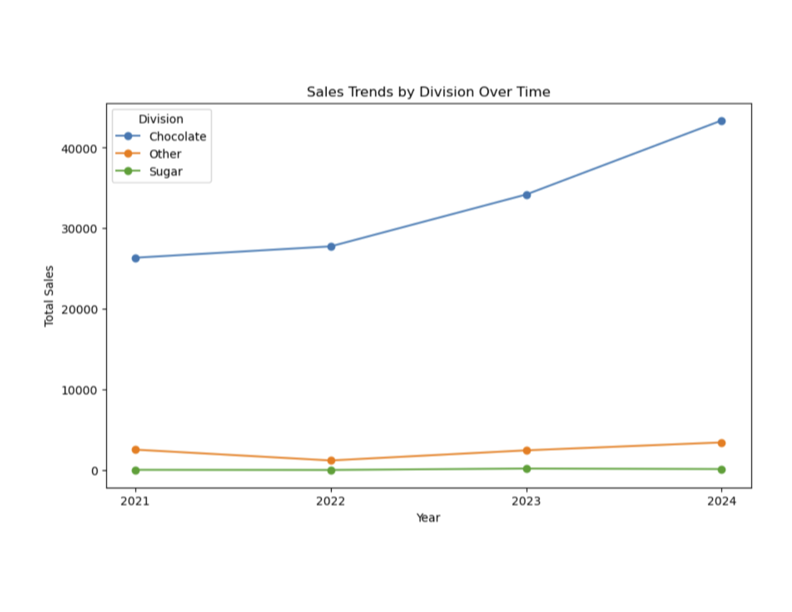 Sales Trends by Division Over Time
Division
Chocolate
Other
Sugar
40000
30000
20000
10000
0
Total Sales
2021 2022 2023 2024
Year